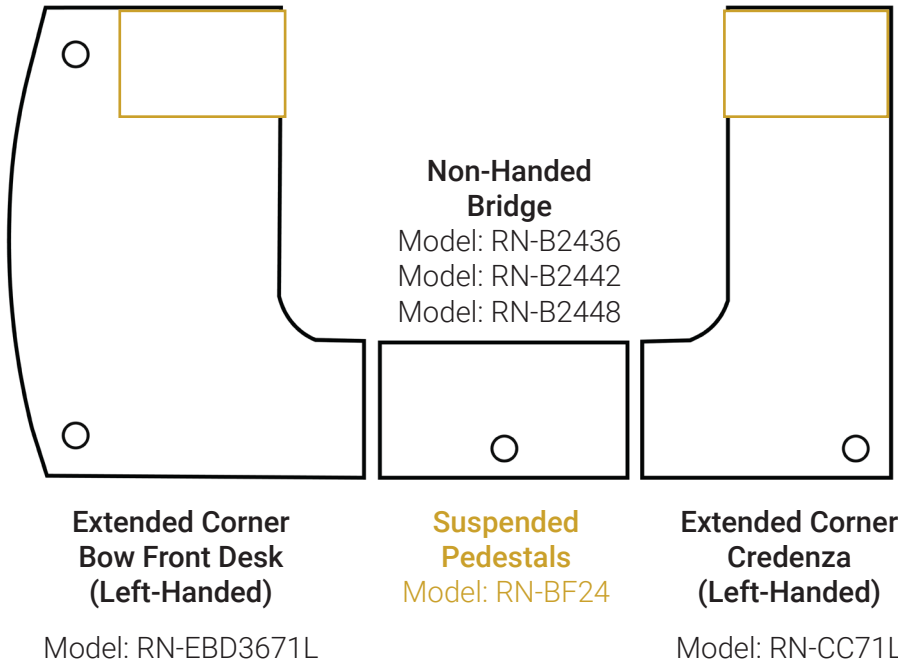 Non-Handed
Bridge
Model: RN-B2436
Model: RN-B2442
Model: RN-B2448
Extended Corner
Bow Front Desk
(Left-Handed)
Model: RN-EBD3671L
Suspended
Pedestals
Model: RN-BF24
Extended Corner
Credenza
(Left-Handed)
Model: RN-CC71L